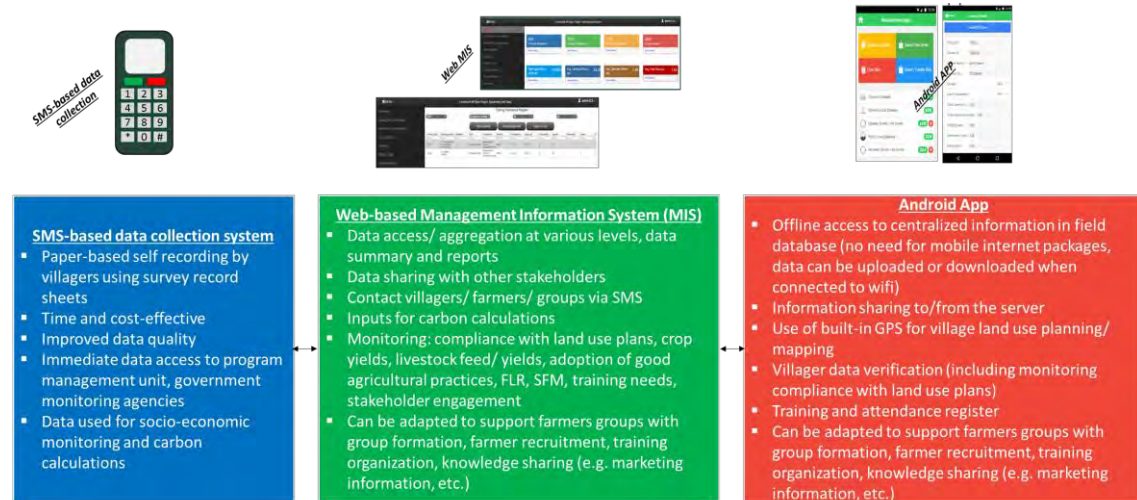 SMS-based data
collection
1 2 3
4 5 6
7 8 9
* 0 #
Web MIS
Android APP
SMS-based data collection system
▪ Paper-based self recording by
villagers using survey record
sheets
▪ Time and cost-effective
▪ Improved data quality
▪ Immediate data access to program
management unit, government
monitoring agencies
▪ Data used for socio-economic
monitoring and carbon
calculations
Web-based Management Information System (MIS)
▪ Data access/ aggregation at various levels, data
summary and reports
▪ Data sharing with other stakeholders
▪ Contact villagers/ farmers/ groups via SMS
▪ Inputs for carbon calculations
▪ Monitoring: compliance with land use plans, crop
yields, livestock feed/ yields, adoption of good
agricultural practices, FLR, SFM, training needs,
stakeholder engagement
▪ Can be adapted to support farmers groups with
group formation, farmer recruitment, training
organization, knowledge sharing (e.g. marketing
information, etc.)
Android App
▪ Offline access to centralized information in field
database (no need for mobile internet packages,
data can be uploaded or downloaded when
connected to wifi)
▪ Information sharing to/from the server
▪ Use of built-in GPS for village land use planning/
mapping
▪ Villager data verification (including monitoring
compliance with land use plans)
▪ Training and attendance register
▪ Can be adapted to support farmers groups with
group formation, farmer recruitment, training
organization, knowledge sharing (e.g. marketing
information, etc.)